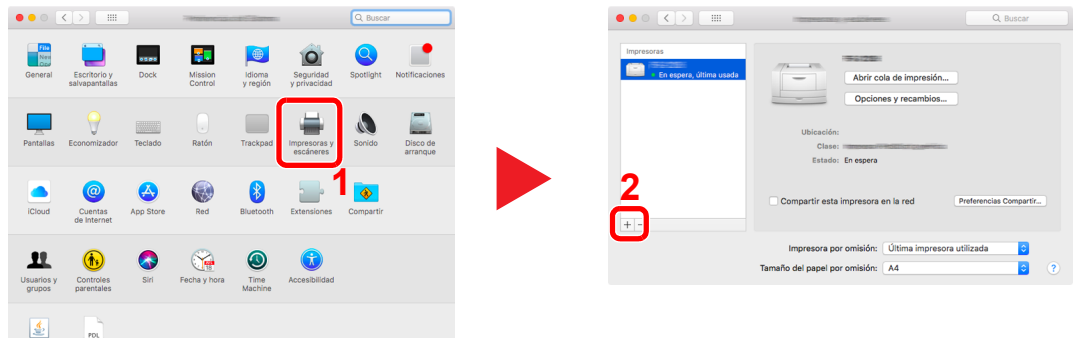 Buscar
General
Escritorio y
salvapantallas
Dock
Mission
Control
Idioma
y región
Seguridad
y privacidad
Spotlight
Notificaciones
Pantallas
Economizador
Teclado
Ratón
Trackpad
Impresoras y
escáneres
Sonido
Disco de
arranque
1
iCloud
Cuentas
de Internet
App Store
Red
Bluetooth
Extensiones
Compartir
Usuarios y
grupos
Controles
parentales
Siri
Fecha y hora
Time
Machine
Accesibilidad
PDL
Buscar
Impresoras
En espera, última usada
Abrir cola de impresión...
Opciones y recambios...
Ubicación:
Clase:
Estado: En espera
2
Compartir esta impresora en la red
Preferencias Compartir...
+ −
Impresora por omisión: Última impresora utilizada
Tamaño del papel por omisión: A4
?